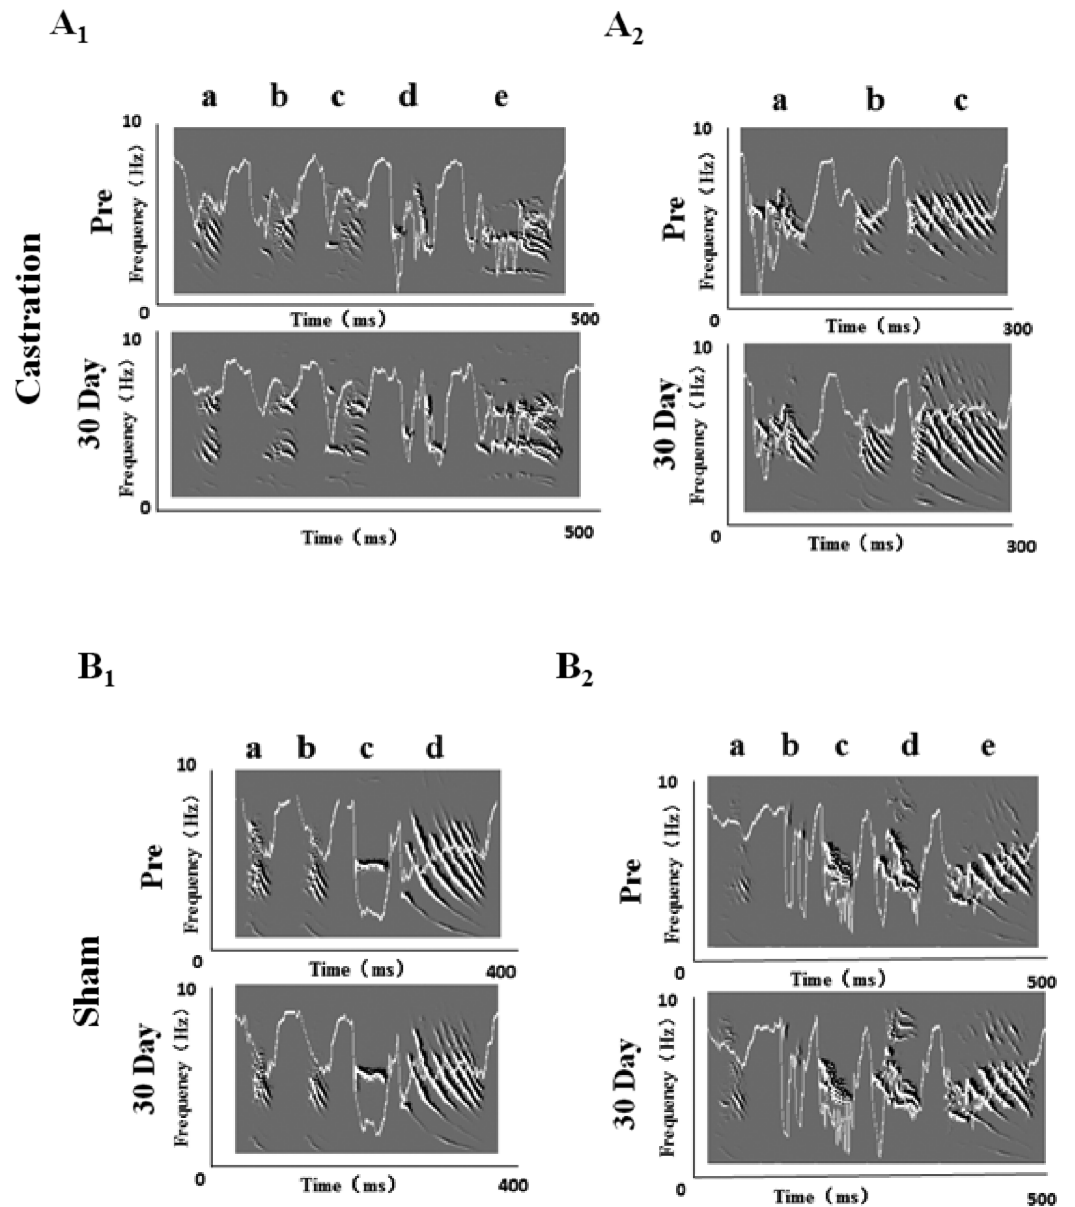 A1
A2
a b c d e
a b c
Castration
Pre
10
Frequency (Hz)
0
Time (ms)
500
Pre
10
Frequency (Hz)
0
Time (ms)
300
30 Day
10
Frequency (Hz)
0
Time (ms)
500
30 Day
10
Frequency (Hz)
0
Time (ms)
300
B1
B2
a b c d
a b c d e
Sham
Pre
10
Frequency (Hz)
0
Time (ms)
400
Pre
10
Frequency (Hz)
0
Time (ms)
500
30 Day
10
Frequency (Hz)
0
Time (ms)
400
30 Day
10
Frequency (Hz)
0
Time (ms)
500